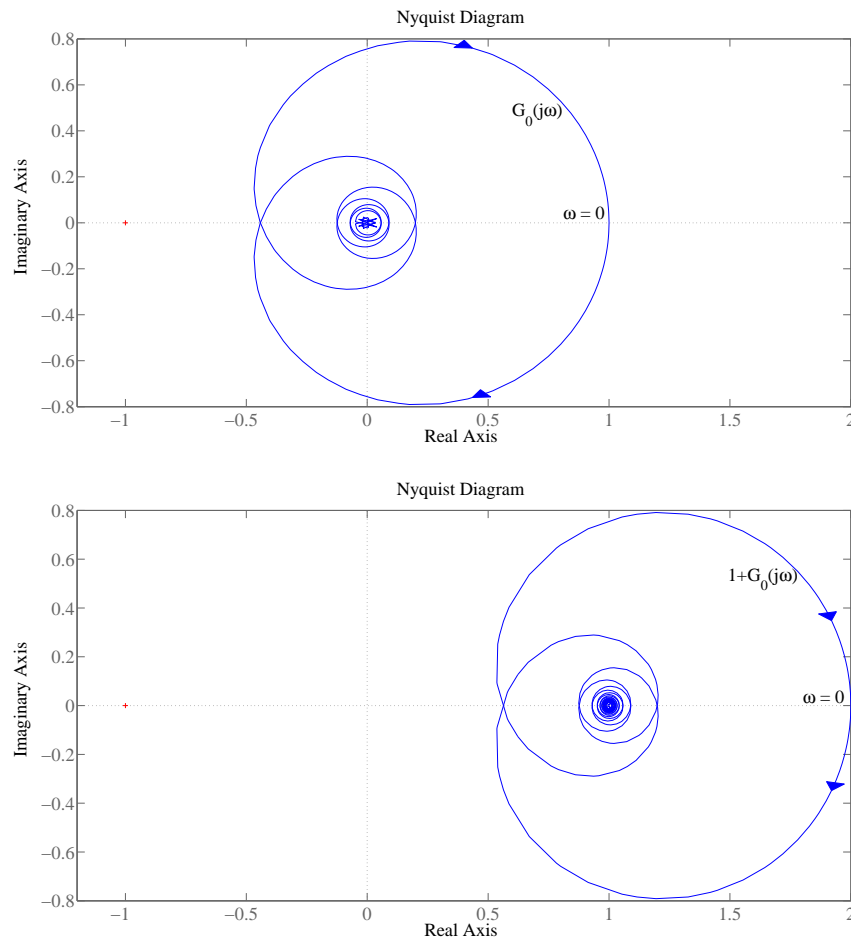 Nyquist Diagram
0.8
0.6
0.4
0.2
0
−0.2
−0.4
−0.6
−0.8
Imaginary Axis
G0(jω)
ω = 0
−1 −0.5 0 0.5 1 1.5 2
Real Axis
Nyquist Diagram
0.8
0.6
0.4
0.2
0
−0.2
−0.4
−0.6
−0.8
Imaginary Axis
1+G0(jω)
ω = 0
−1 −0.5 0 0.5 1 1.5 2
Real Axis